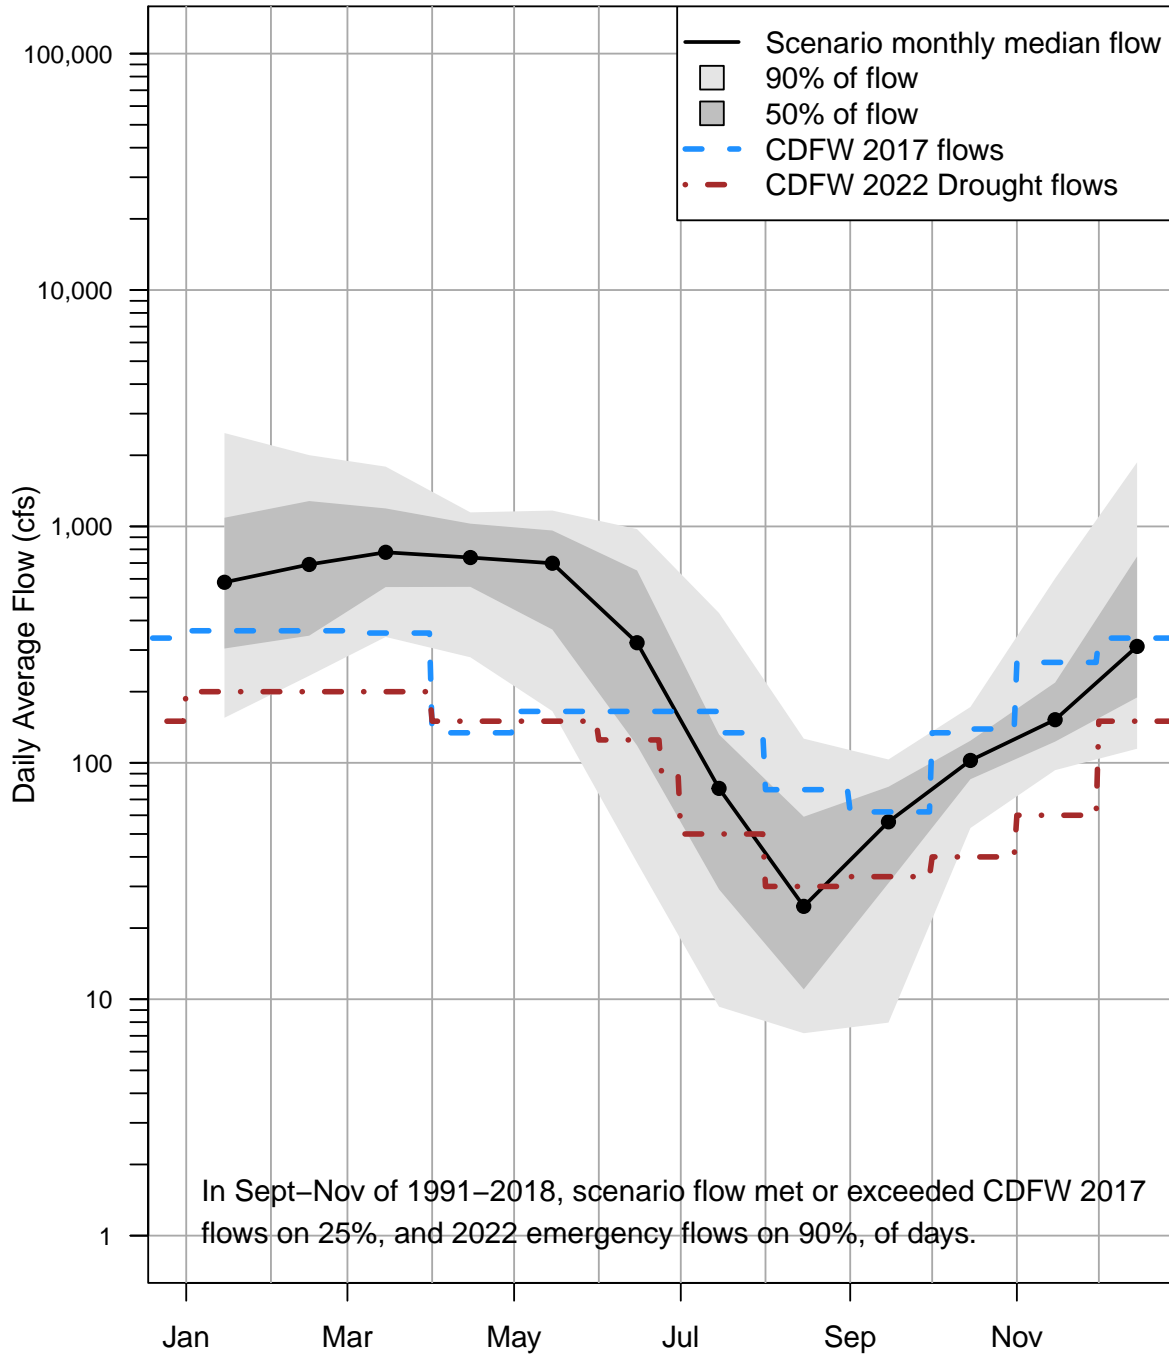 Scenario monthly median flow
90% of flow
50% of flow
CDFW 2017 flows
CDFW 2022 Drought flows
Daily Average Flow (cfs)
100,000
10,000
1,000
100
10
1
In Sept−Nov of 1991−2018, scenario flow met or exceeded CDFW 2017
flows on 25%, and 2022 emergency flows on 90%, of days.
Jan
Mar
May
Jul
Sep
Nov